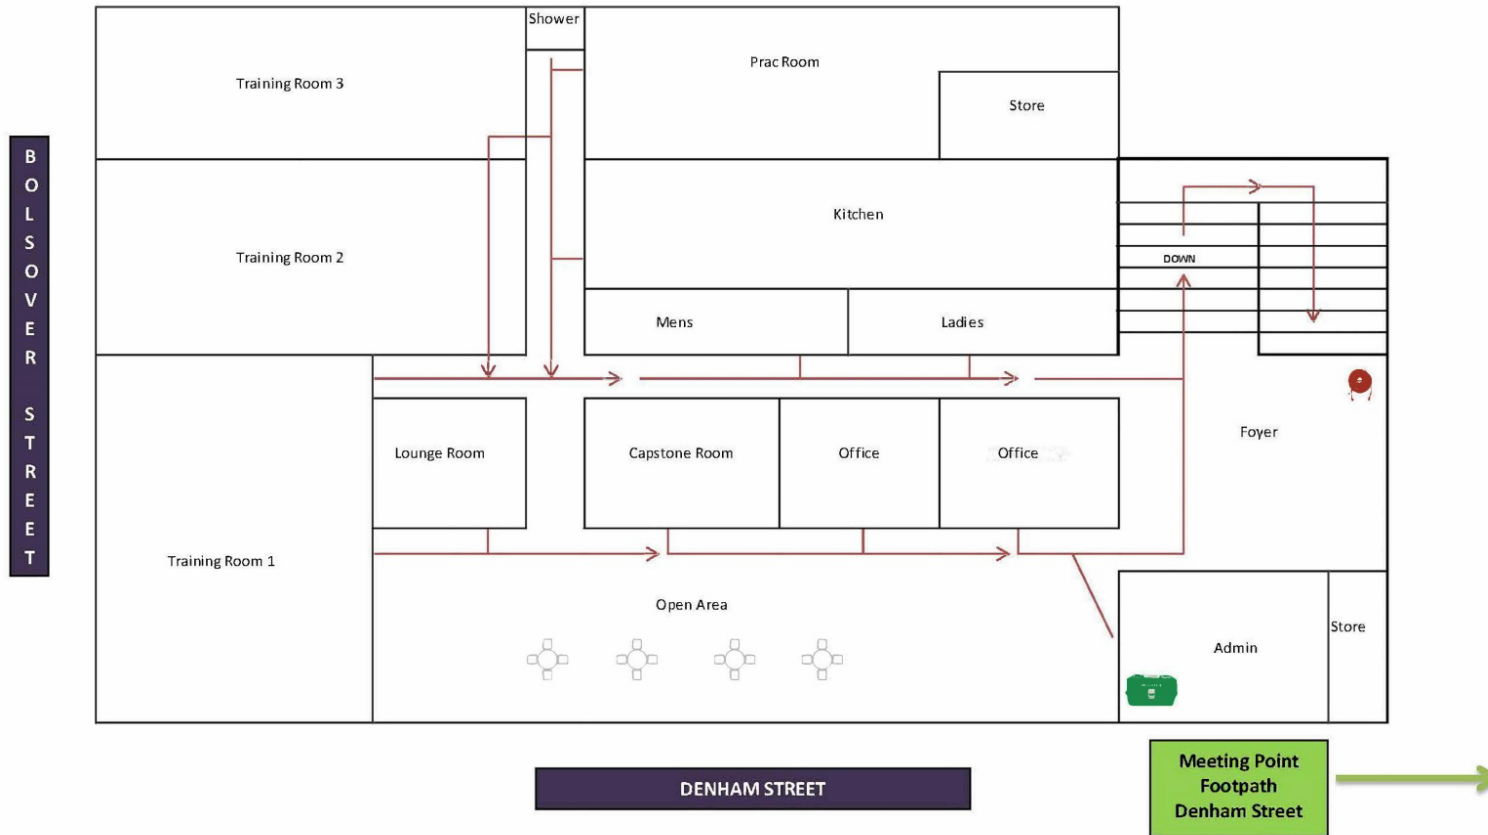 Shower
Training Room 3
Prac Room
Store
BOLSOVER STREET
Training Room 2
Kitchen
DOWN
Mens
Ladies
Foyer
Lounge Room
Capstone Room
Office
Office
Training Room 1
Open Area
Store
Admin
Meeting Point
Footpath
Denham Street
DENHAM STREET